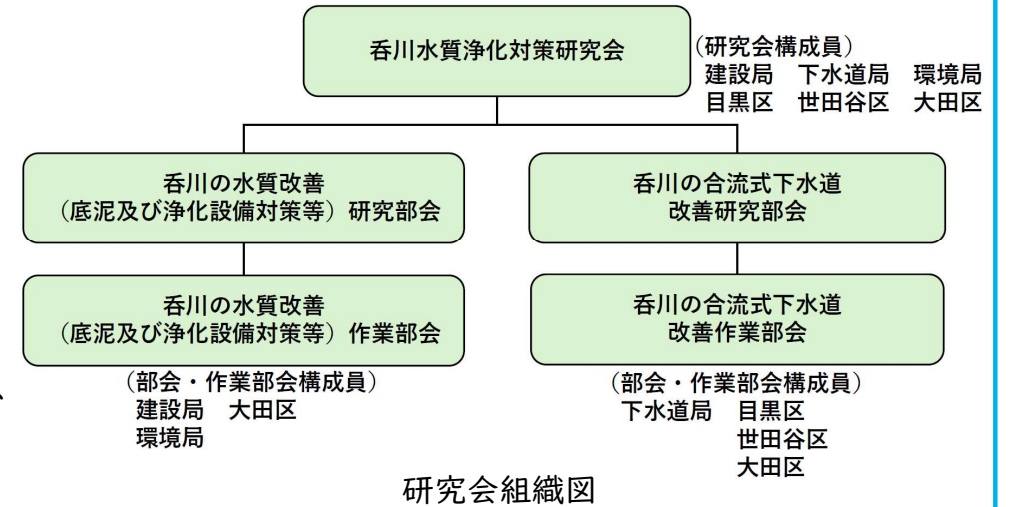 呑川水質浄化対策研究会
（研究会構成員）
建設局　下水道局　環境局
目黒区　世田谷区　大田区
呑川の水質改善
（底泥及び浄化設備対策等）研究部会
呑川の合流式下水道
改善研究部会
呑川の水質改善
（底泥及び浄化設備対策等）作業部会
呑川の合流式下水道
改善作業部会
（部会・作業部会構成員）
建設局　大田区
環境局
（部会・作業部会構成員）
下水道局　目黒区
世田谷区
大田区
研究会組織図